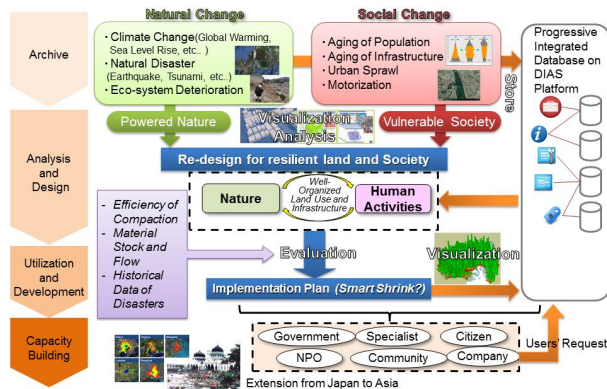 Natural Change
Social Change
Archive
・Climate Change(Global Warming,
Sea Level Rise, etc.. )
・Natural Disaster
(Earthquake, Tsunami, etc..)
・Eco-system Deterioration
・Aging of Population
・Aging of Infrastructure
・Urban Sprawl
・Motorization
Progressive
Integrated
Database on
DIAS
Platform
Store
Powered Nature
Visualization
Analysis
Vulnerable Society
Analysis
and
Design
Re-design for resilient land and Society
Nature
Well-
Organized
Land Use and
Infrastructure
Human
Activities
- Efficiency of
Compaction
- Material
Stock and
Flow
- Historical
Data of
Disasters
Evaluation
Visualization
Utilization
and
Development
Implementation Plan (Smart Shrink?)
Capacity
Building
Government
Specialist
Citizen
NPO
Community
Company
Users' Request
Extension from Japan to Asia